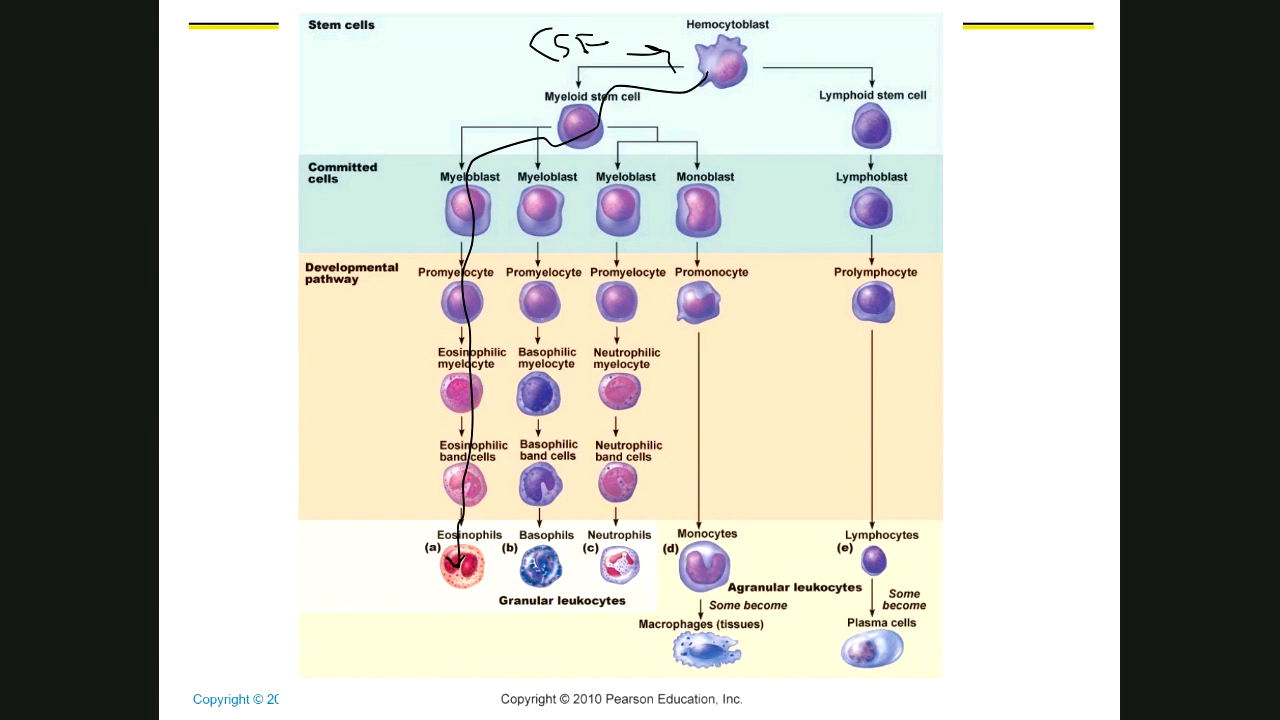 Stem cells
Hemocytoblast
CSF
Myeloid stem cell
Lymphoid stem cell
Committed
cells
Myeloblast Myeloblast Myeloblast Monoblast Lymphoblast
Developmental
pathway
Promyelocyte Promyelocyte Promyelocyte Promonocyte Prolymphocyte
Eosinophilic
myelocyte
Basophilic
myelocyte
Neutrophilic
myelocyte
Eosinophilic
band cells
Basophilic
band cells
Neutrophilic
band cells
Eosinophils
(a)
Basophils
(b)
Neutrophils
(c)
Monocytes
(d)
Lymphocytes
(e)
Agranular leukocytes
Granular leukocytes
Some become
Some
become
Macrophages (tissues)
Plasma cells
Copyright © 20
Copyright © 2010 Pearson Education, Inc.